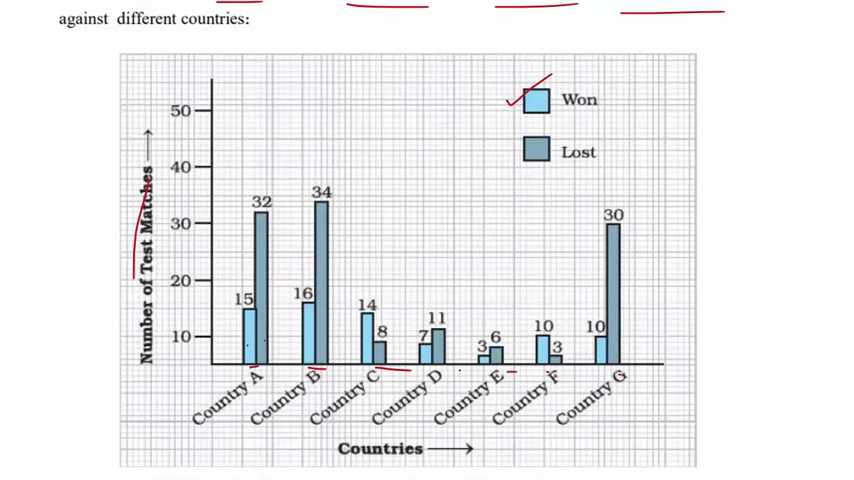 against different countries:
50
Won
40
Lost
34
32
30
30
20
15
16
14
11
10
10
10
8
7
6
3
3
Number of Test Matches
Country A
Country B
Country C
Country D
Country E
Country F
Country G
Countries